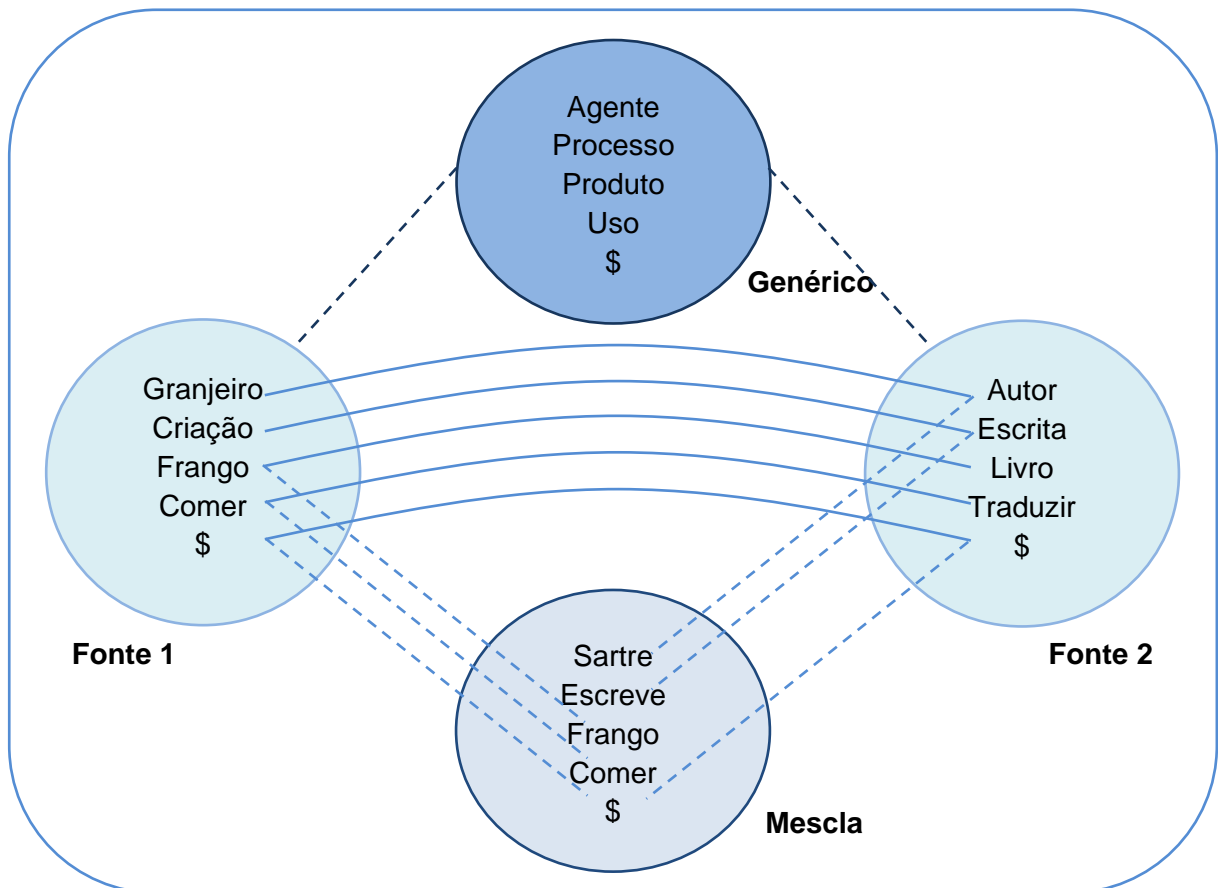 Agente
Processo
Produto
Uso
$
Genérico
Granjeiro
Criação
Frango
Comer
$
Fonte 1
Autor
Escrita
Livro
Traduzir
$
Fonte 2
Sartre
Escreve
Frango
Comer
$
Mescla